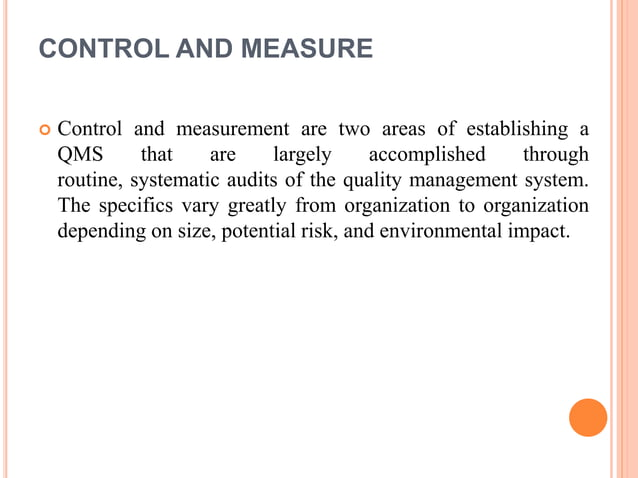 CONTROL AND MEASURE
Control and measurement are two areas of establishing a
QMS that are largely accomplished through
routine, systematic audits of the quality management system.
The specifics vary greatly from organization to organization
depending on size, potential risk, and environmental impact.